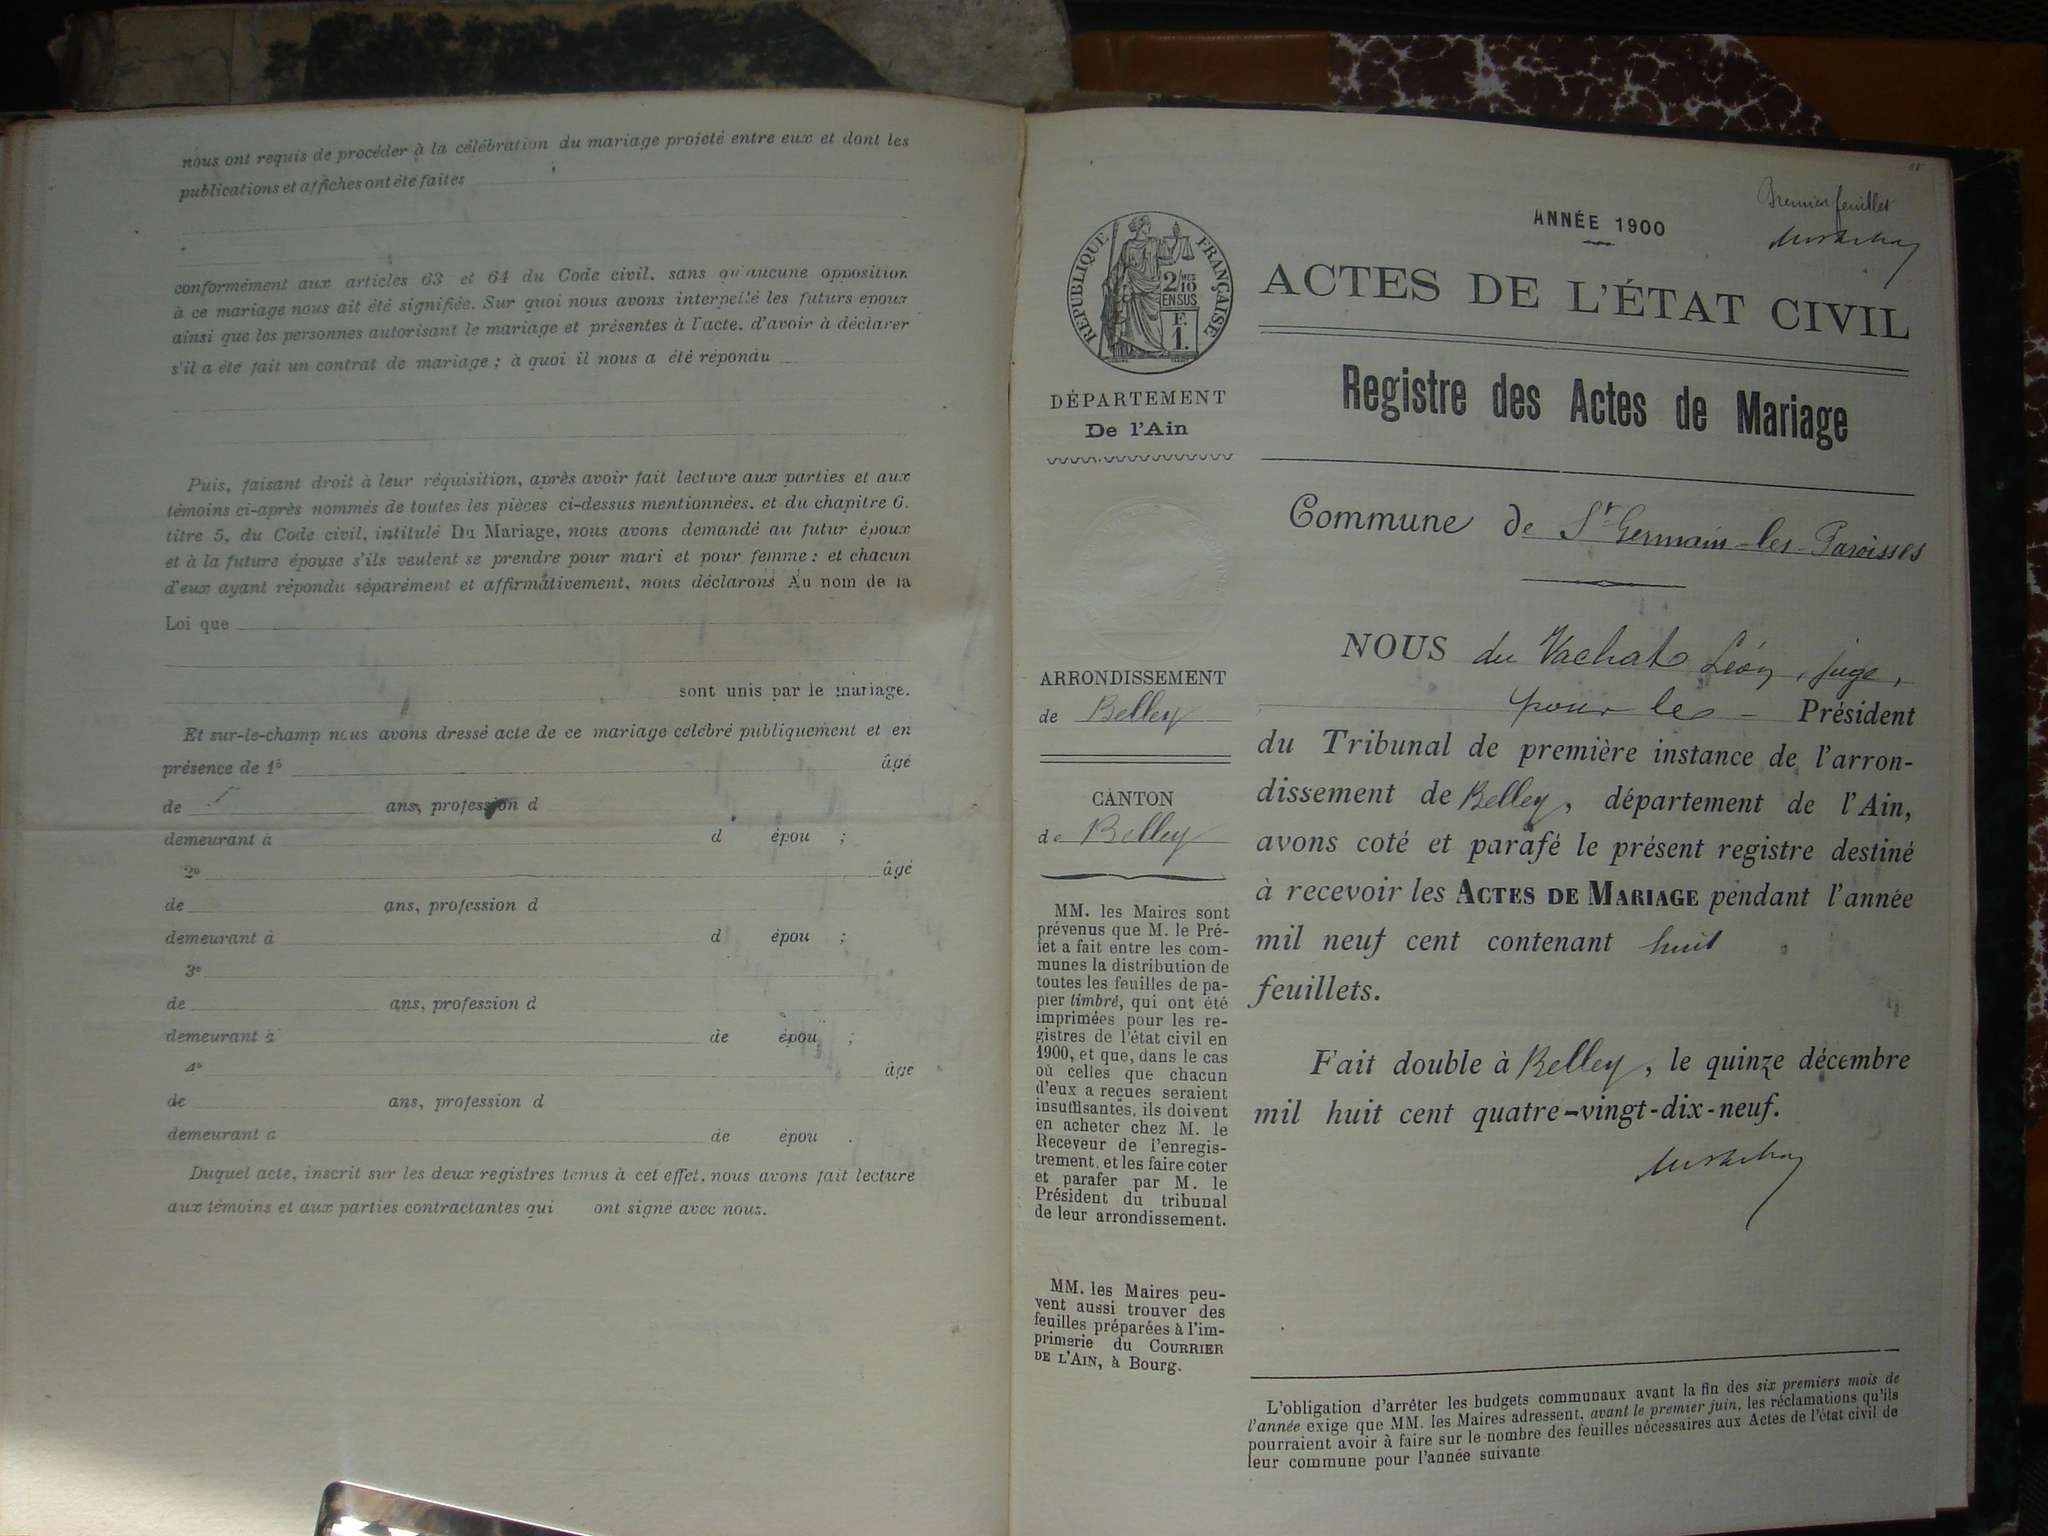 nous ont requis de procéder à la célébration du mariage projeté entre eux et dont les
publications et affiches ont été faites
conformément aux articles 63 et 64 du Code civil, sans qu'aucune opposition
à ce mariage nous ait été signifiée. Sur quoi nous avons interpellé les futurs epoux
ainsi que les personnes autorisant le mariage et présentes à l'acte, d'avoir à déclarer
s'il a été fait un contrat de mariage ; à quoi il nous a été répondu
Puis, faisant droit à leur réquisition, après avoir fait lecture aux parties et aux
témoins ci-après nommés de toutes les pièces ci-dessus mentionnées, et du chapitre 6,
titre 5, du Code civil, intitulé Du Mariage, nous avons demandé au futur époux
et à la future épouse s'ils veulent se prendre pour mari et pour femme : et chacun
d'eux ayant répondu séparément et affirmativement, nous déclarons Au nom de la
Loi que
sont unis par le mariage.
Et sur-le-champ nous avons dressé acte de ce mariage célébré publiquement et en
présence de 1° âgé
de ans, profession d
demeurant à d épou ;
2° âgé
de ans, profession d
demeurant à d épou ;
3°
de ans, profession d
demeurant à de épou ;
4° âge
de ans, profession d
demeurant a de épou .
Duquel acte, inscrit sur les deux registres tenus à cet effet, nous avons fait lecture
aux témoins et aux parties contractantes qui ont signé avec nous.
Premier feuillet
ANNÉE 1900
RÉPUBLIQUE FRANÇAISE
2/10
EN SUS
F.
1.
ACTES DE L'ÉTAT CIVIL
Registre des Actes de Mariage
DÉPARTEMENT
De l'Ain
Commune de St Germain-les-Paroisses
ARRONDISSEMENT
de Belley
CANTON
de Belley
MM. les Maires sont
prévenus que M. le Pré-
fet a fait entre les com-
munes la distribution de
toutes les feuilles de pa-
pier timbré, qui ont été
imprimées pour les re-
gistres de l'état civil en
1900, et que, dans le cas
où celles que chacun
d'eux a reçues seraient
insuffisantes, ils doivent
en acheter chez M. le
Receveur de l'enregis-
trement, et les faire coter
et parafer par M. le
Président du tribunal
de leur arrondissement.
MM. les Maires peu-
vent aussi trouver des
feuilles préparées à l'im-
primerie du COURRIER
DE L'AIN, à Bourg.
NOUS du Vachat Léon, juge,
pour le Président
du Tribunal de première instance de l'arron-
dissement de Belley, département de l'Ain,
avons coté et parafé le présent registre destiné
à recevoir les ACTES DE MARIAGE pendant l'année
mil neuf cent contenant huit
feuillets.
Fait double à Belley, le quinze décembre
mil huit cent quatre-vingt-dix-neuf.
L'obligation d'arrêter les budgets communaux avant la fin des six premiers mois de
l'année exige que MM. les Maires adressent, avant le premier juin, les réclamations qu'ils
pourraient avoir à faire sur le nombre des feuilles nécessaires aux Actes de l'état civil de
leur commune pour l'année suivante